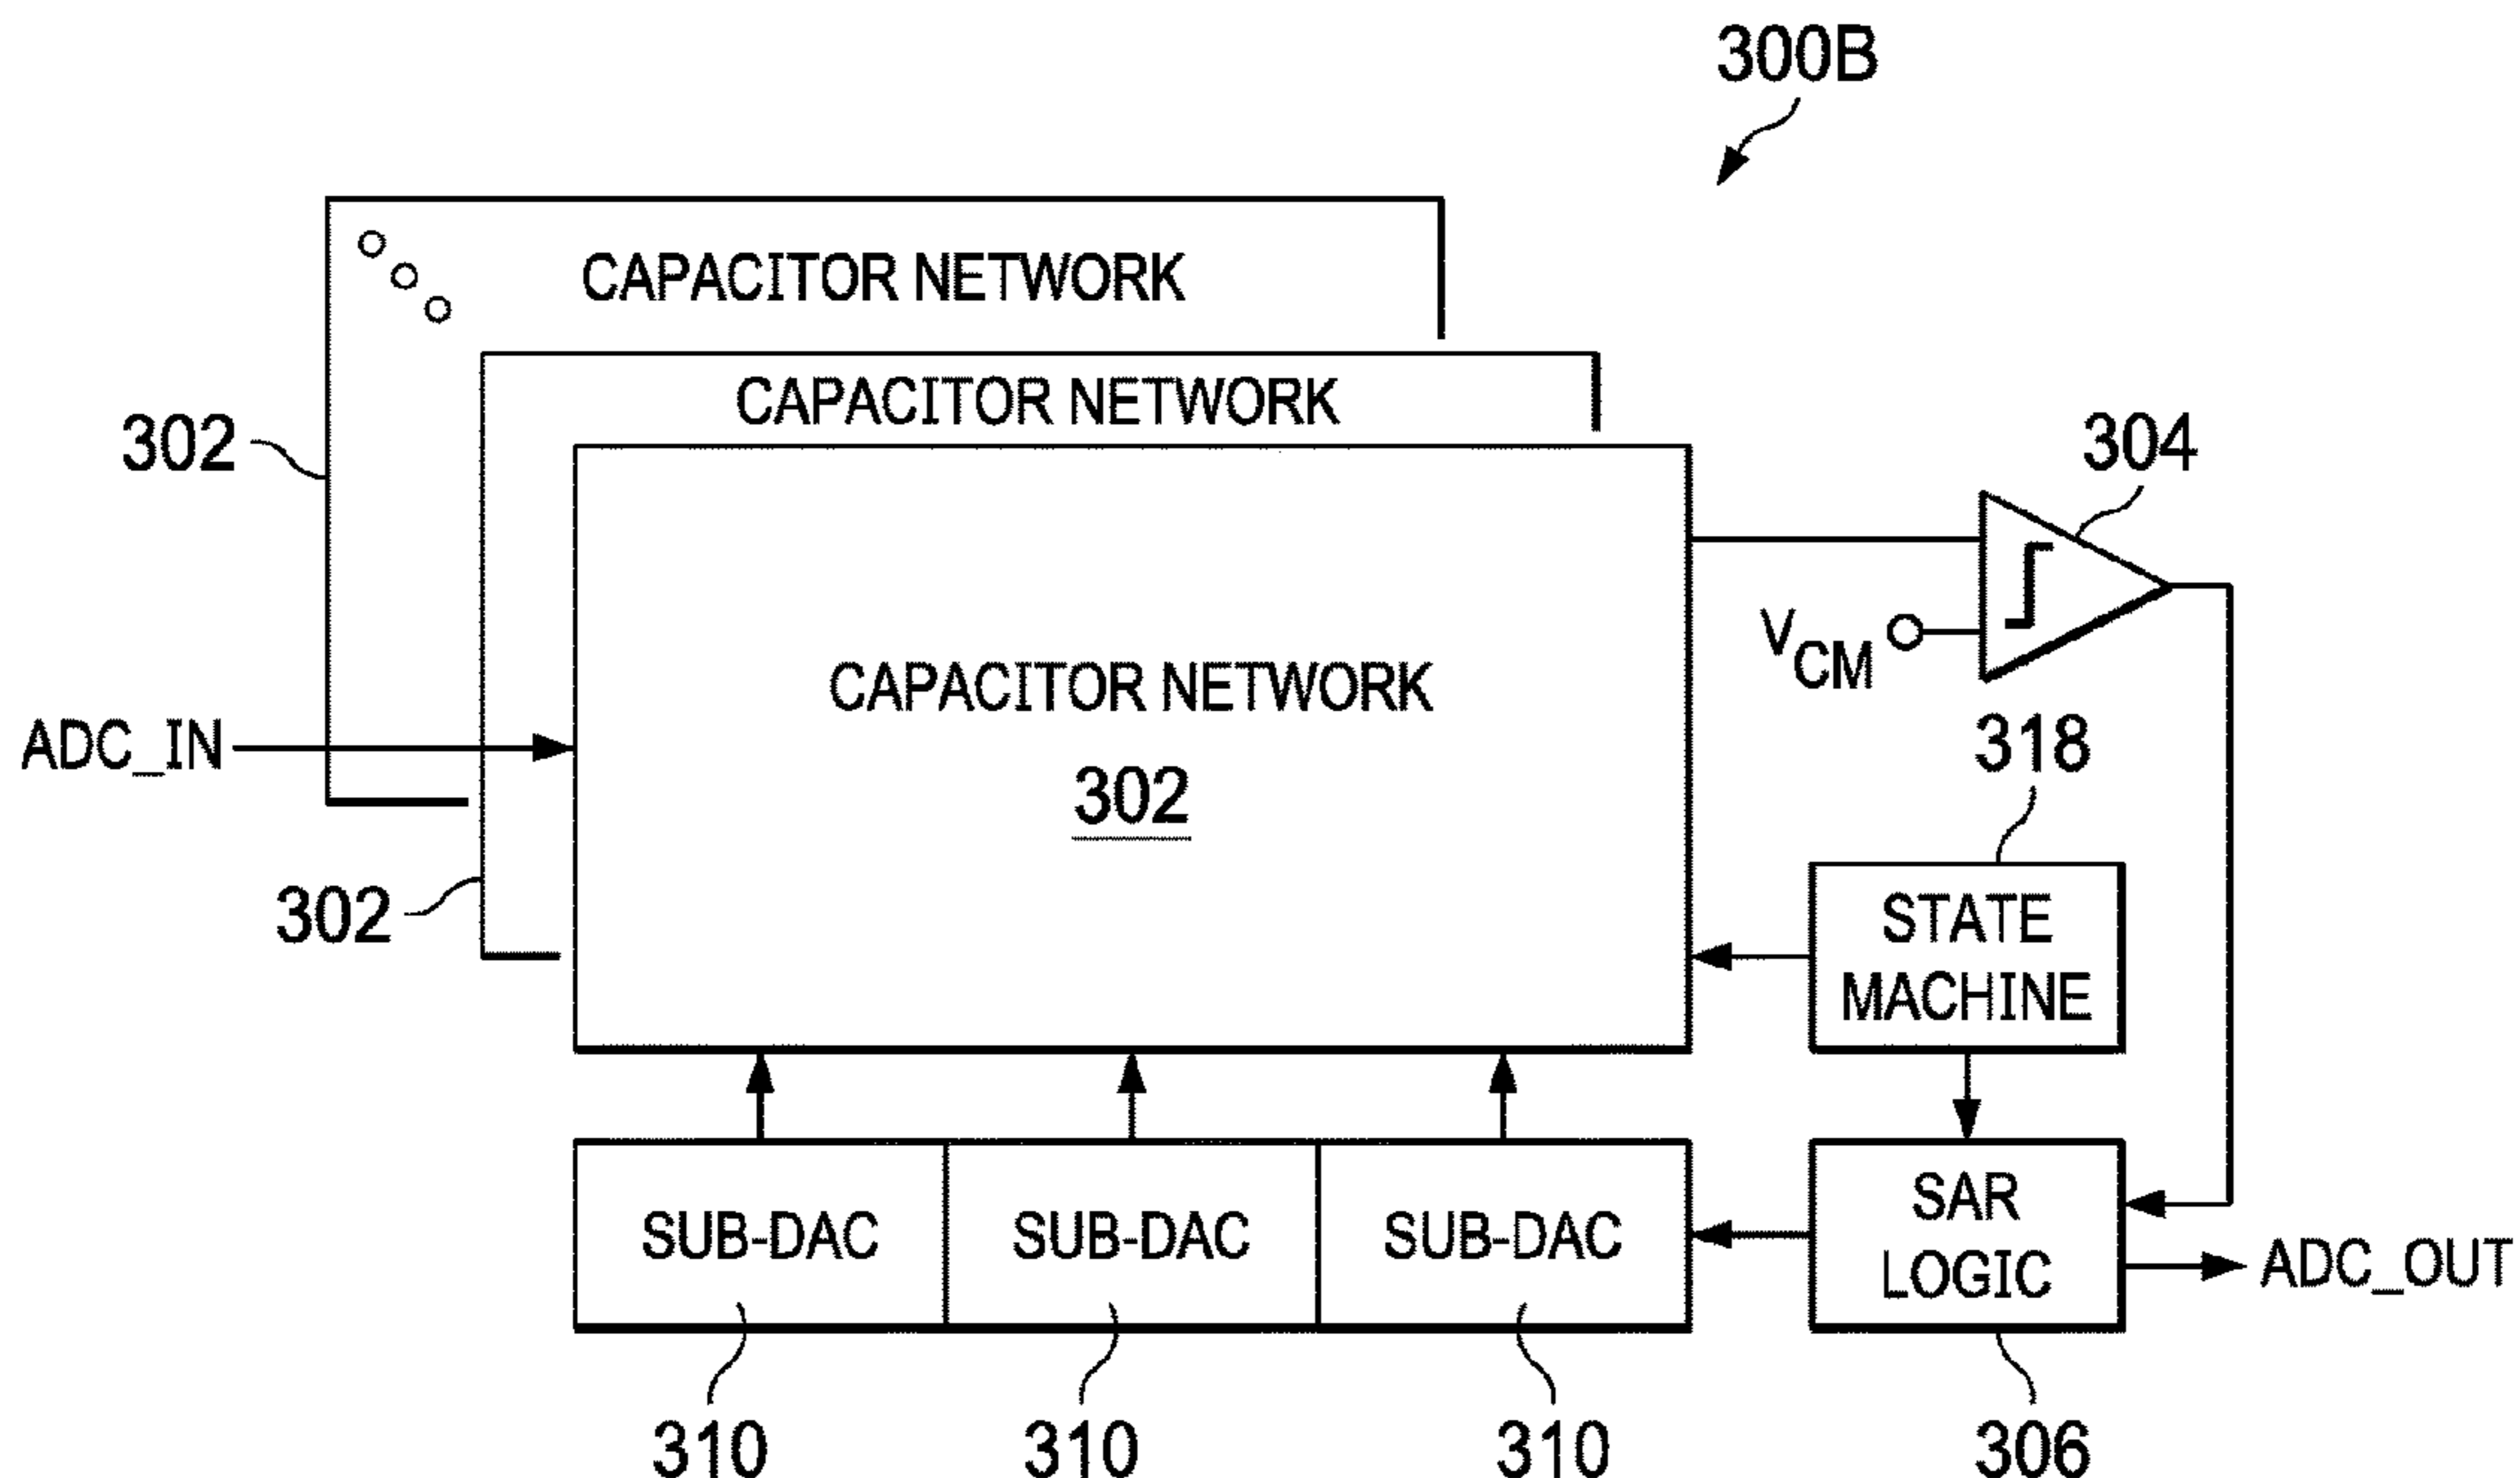 300B
CAPACITOR NETWORK
CAPACITOR NETWORK
302
304
CAPACITOR NETWORK
302
VCM
ADC_IN
318
302
STATE
MACHINE
SUB-DAC
SUB-DAC
SUB-DAC
SAR
LOGIC
ADC_OUT
310
310
310
306